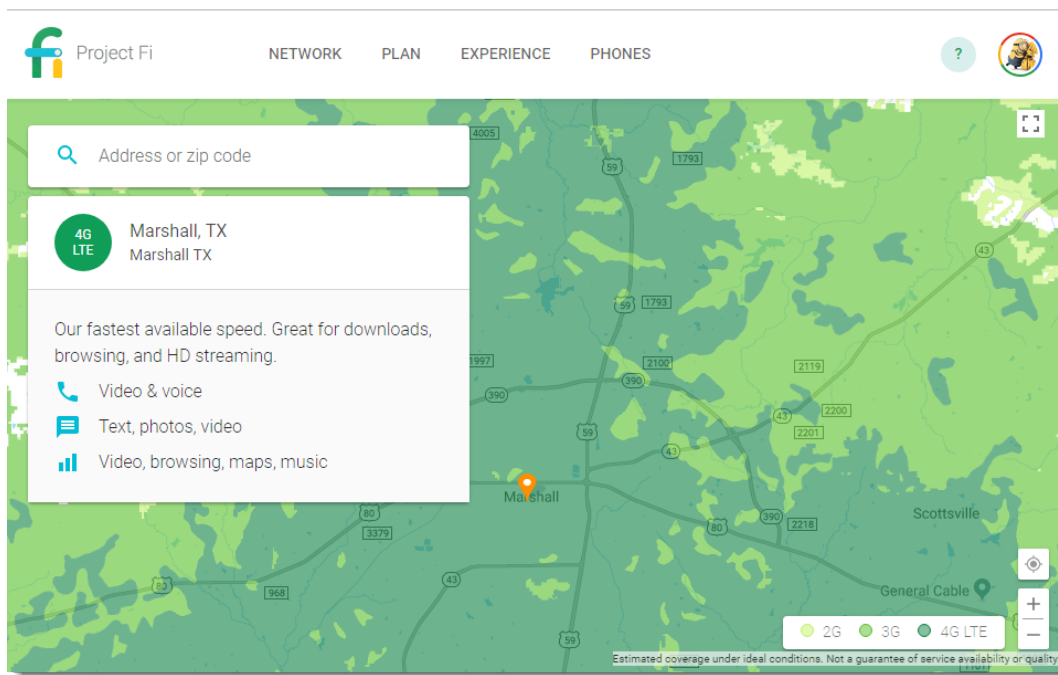 Project Fi
NETWORK PLAN EXPERIENCE PHONES
?
Address or zip code
4G
LTE
Marshall, TX
Marshall TX
Our fastest available speed. Great for downloads,
browsing, and HD streaming.
Video & voice
Text, photos, video
Video, browsing, maps, music
4005
59
1793
43
59
1793
1997
2100
2119
390
390
43
2200
59
2201
43
Marshall
80
3379
80
390
2218
Scottsville
43
80
968
General Cable
59
2G 3G 4G LTE
Estimated coverage under ideal conditions. Not a guarantee of service availability or quality